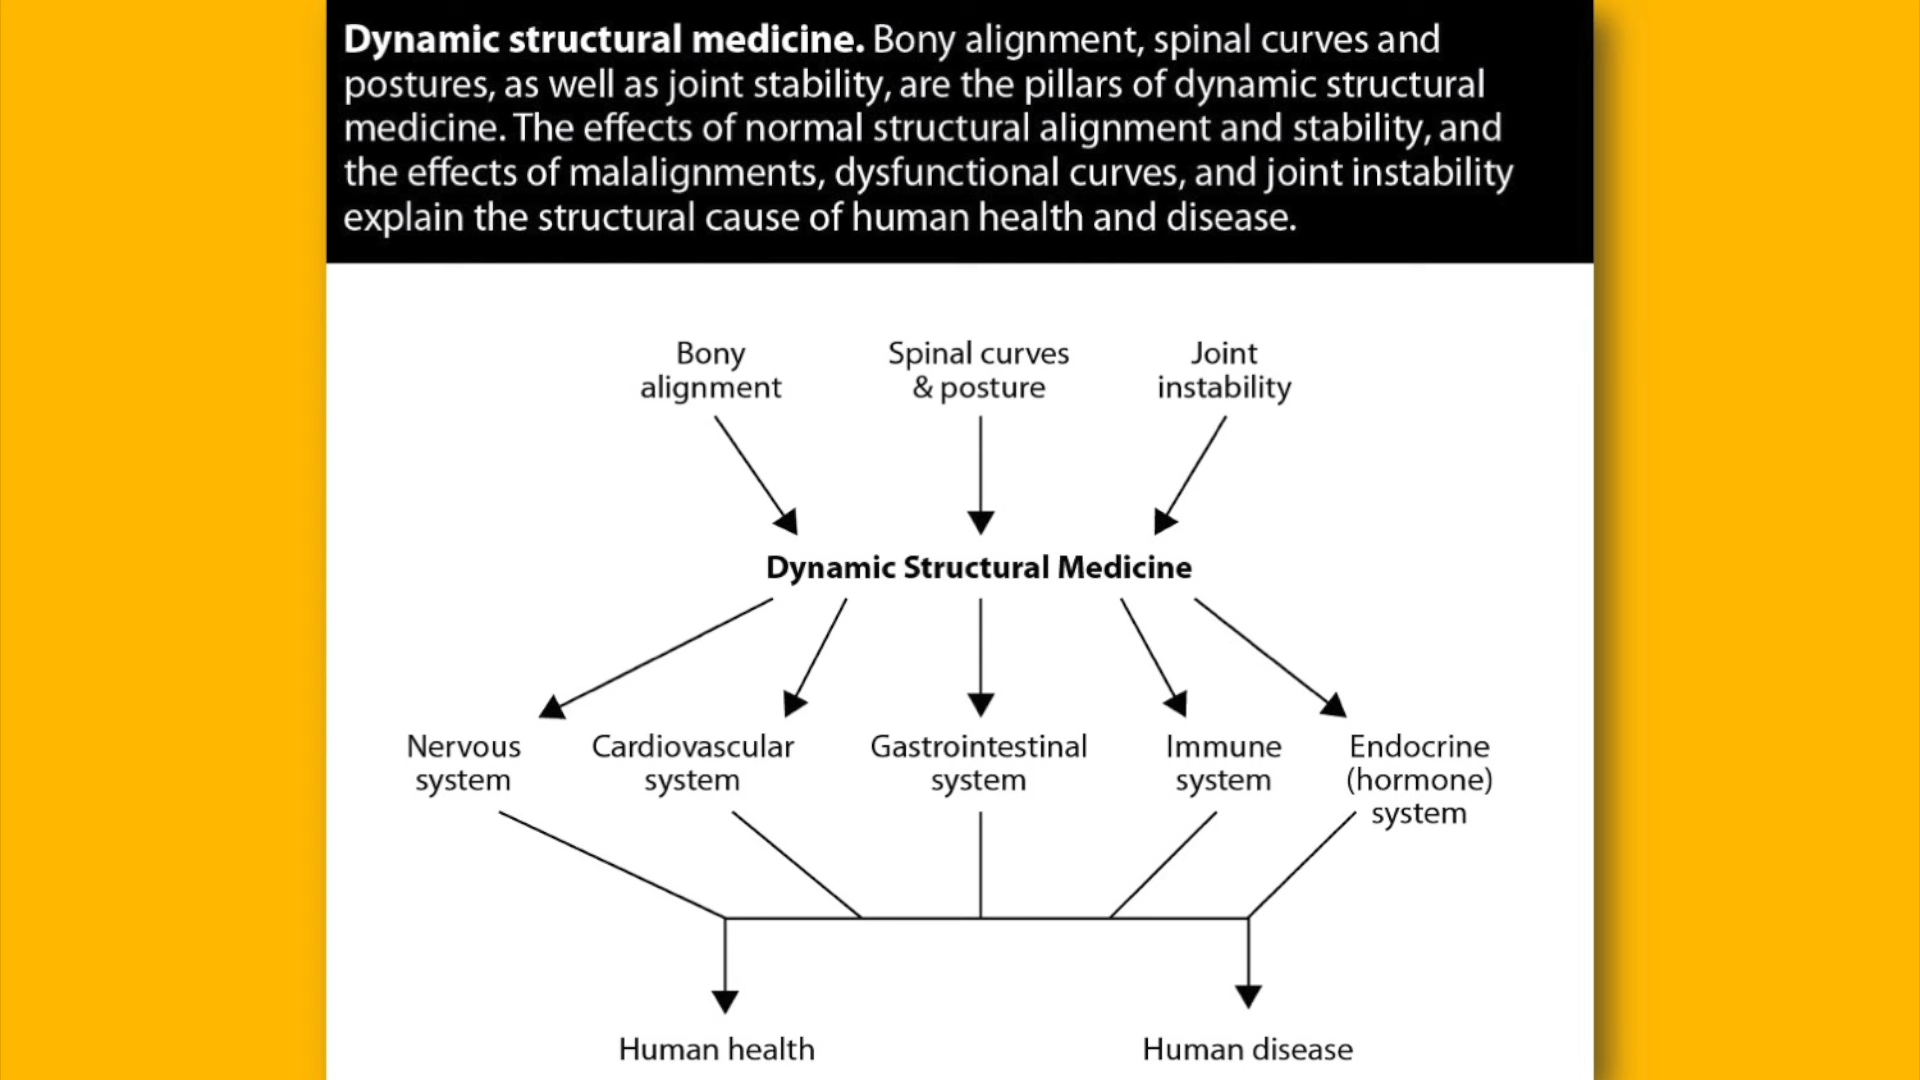 Dynamic structural medicine. Bony alignment, spinal curves and
postures, as well as joint stability, are the pillars of dynamic structural
medicine. The effects of normal structural alignment and stability, and
the effects of malalignments, dysfunctional curves, and joint instability
explain the structural cause of human health and disease.
Bony
alignment
Spinal curves
& posture
Joint
instability
Dynamic Structural Medicine
Nervous
system
Cardiovascular
system
Gastrointestinal
system
Immune
system
Endocrine
(hormone)
system
Human health
Human disease